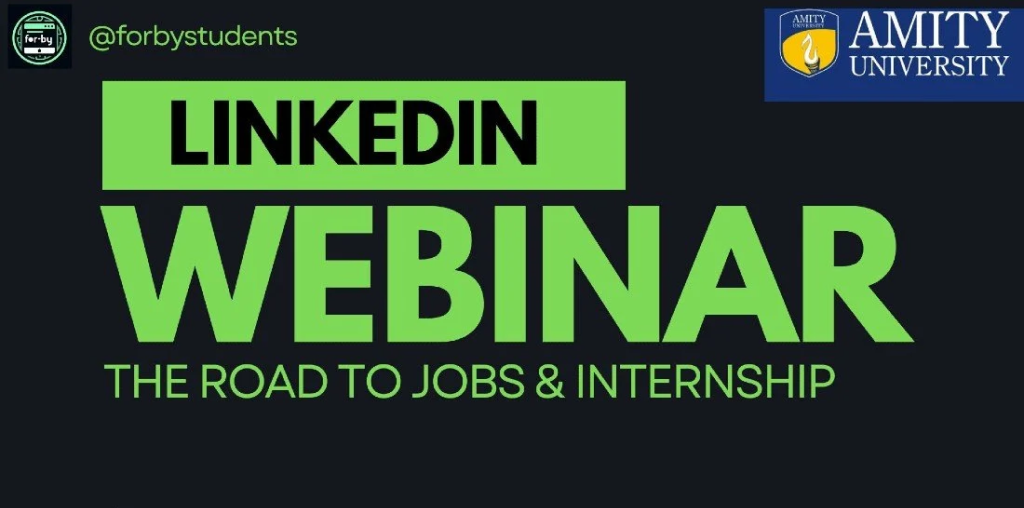 for-by
@forbystudents
AMITY
UNIVERSITY
AMITY
UNIVERSITY
LINKEDIN
WEBINAR
THE ROAD TO JOBS & INTERNSHIP